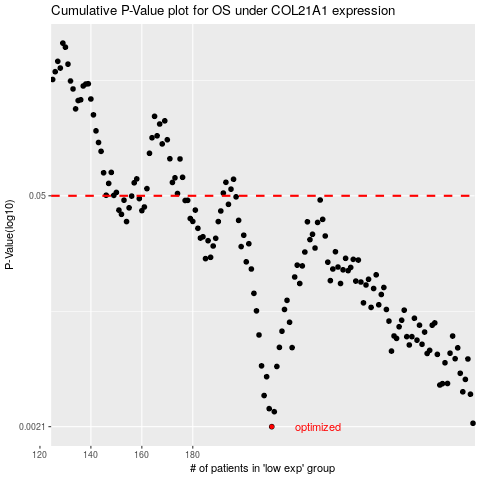 Cumulative P-Value plot for OS under COL21A1 expression
P-Value(log10)
0.05
0.0021
optimized
120 140 160 180
# of patients in 'low exp' group